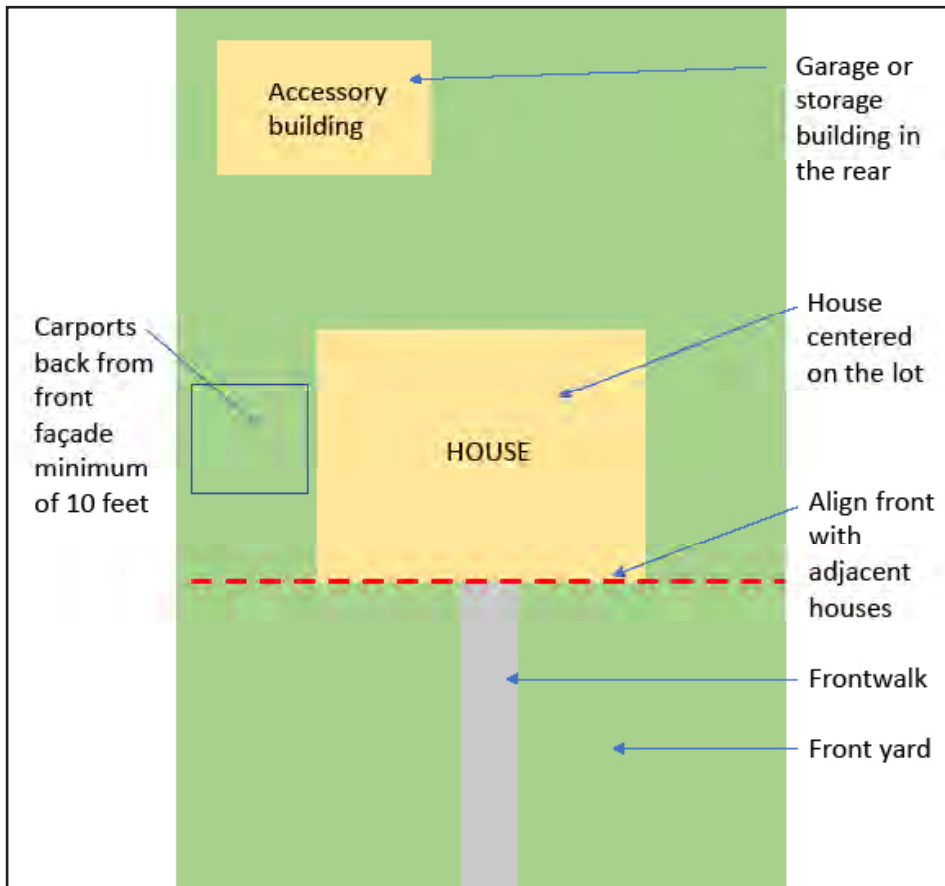 Accessory
building
Garage or
storage
building in
the rear
Carports
back from
front
façade
minimum
of 10 feet
House
centered
on the lot
HOUSE
Align front
with
adjacent
houses
Frontwalk
Front yard